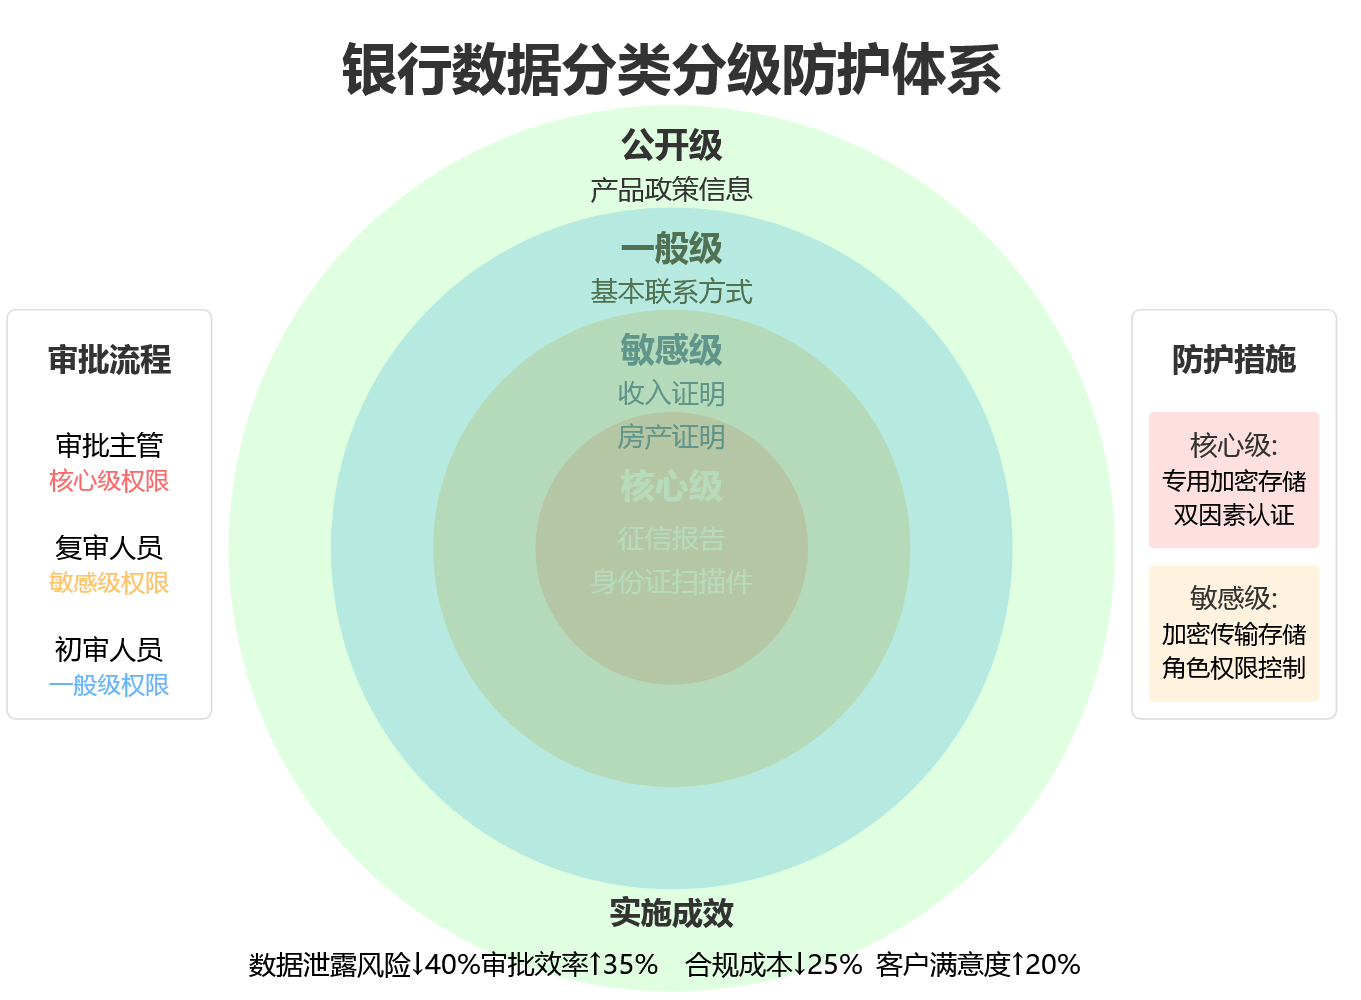 银行数据分类分级防护体系
公开级
产品政策信息
一般级
基本联系方式
敏感级
收入证明
房产证明
核心级
征信报告
身份证扫描件
审批流程
审批主管
核心级权限
复审人员
敏感级权限
初审人员
一般级权限
防护措施
核心级:
专用加密存储
双因素认证
敏感级:
加密传输存储
角色权限控制
实施成效
数据泄露风险↓40%审批效率↑35% 合规成本↓25% 客户满意度↑20%